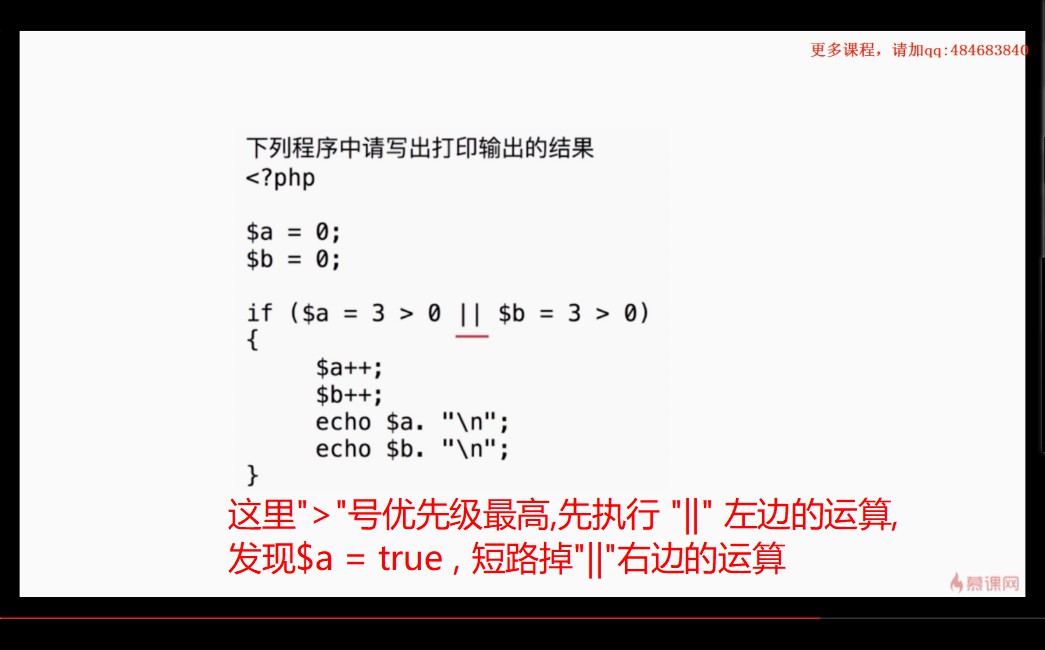 更多课程，请加qq:484683840
下列程序中请写出打印输出的结果
<?php
$a = 0;
$b = 0;
if ($a = 3 > 0 || $b = 3 > 0)
{
$a++;
$b++;
echo $a. "\n";
echo $b. "\n";
}
这里">"号优先级最高,先执行 "||" 左边的运算,
发现$a = true , 短路掉"||"右边的运算
慕课网